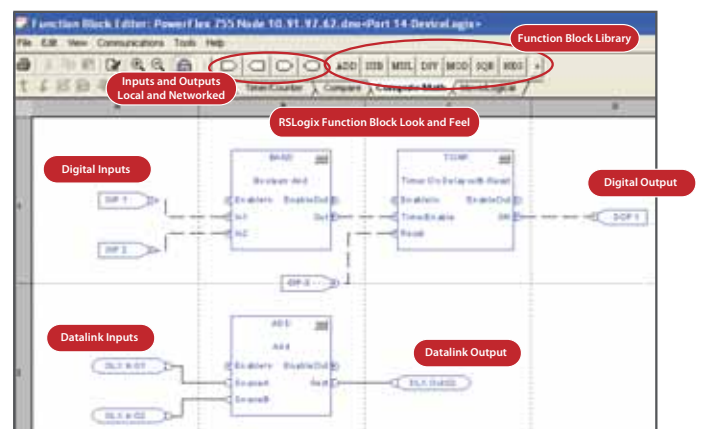 Function Block Editor: PowerFlex 755 Node 10.91.97.62.dno<Port 14-DeviceLogix>
File Edit View Communications Tools Help
Function Block Library
ADD SUB MUL DIV MOD SQR NEG
Inputs and Outputs
Local and Networked
Timer/Counter Compare Compute/Math
RSLogix Function Block Look and Feel
A B C D
Digital Inputs
BAND
Boolean And
EnableIn EnableOut
In1 Out
In2
DIP 1
DIP 2
Timer On Delay with Reset
EnableIn EnableOut
TimerEnable DN
Reset
Digital Output
DOP 1
DIP 3
Datalink Inputs
ADD
Add
EnableIn EnableOut
SourceA Dest
SourceB
Datalink Output